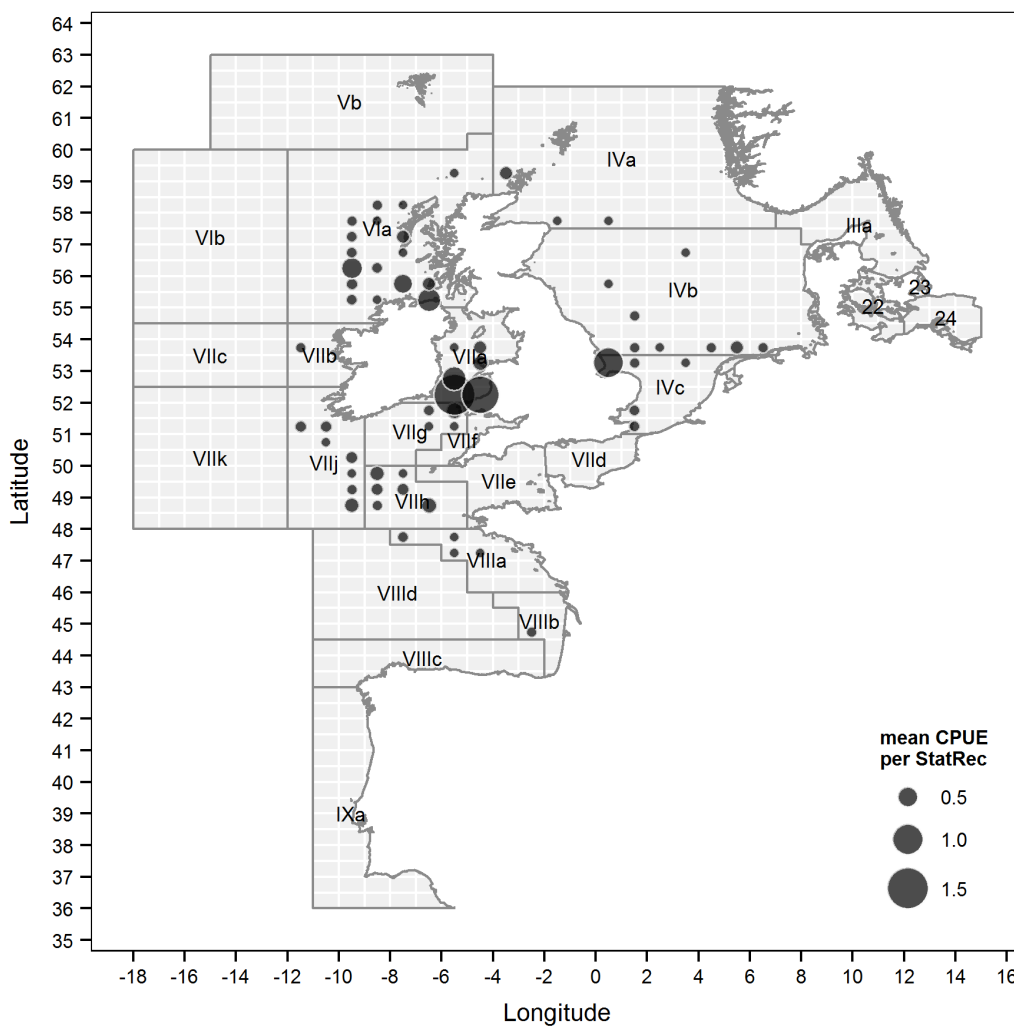 64
63
62
61
60
59
58
57
56
55
54
53
52
51
50
49
48
47
46
45
44
43
42
41
40
39
38
37
36
35
Latitude
Vb
IVa
VIb
VIa
IIIa
IVb
23
22
24
VIIc
VIIb
VIIa
IVc
VIIg
VIIf
VIIk
VIIj
VIId
VIIe
VIIh
VIIIa
VIIId
VIIIb
VIIIc
IXa
mean CPUE
per StatRec
0.5
1.0
1.5
-18 -16 -14 -12 -10 -8 -6 -4 -2 0 2 4 6 8 10 12 14 16
Longitude